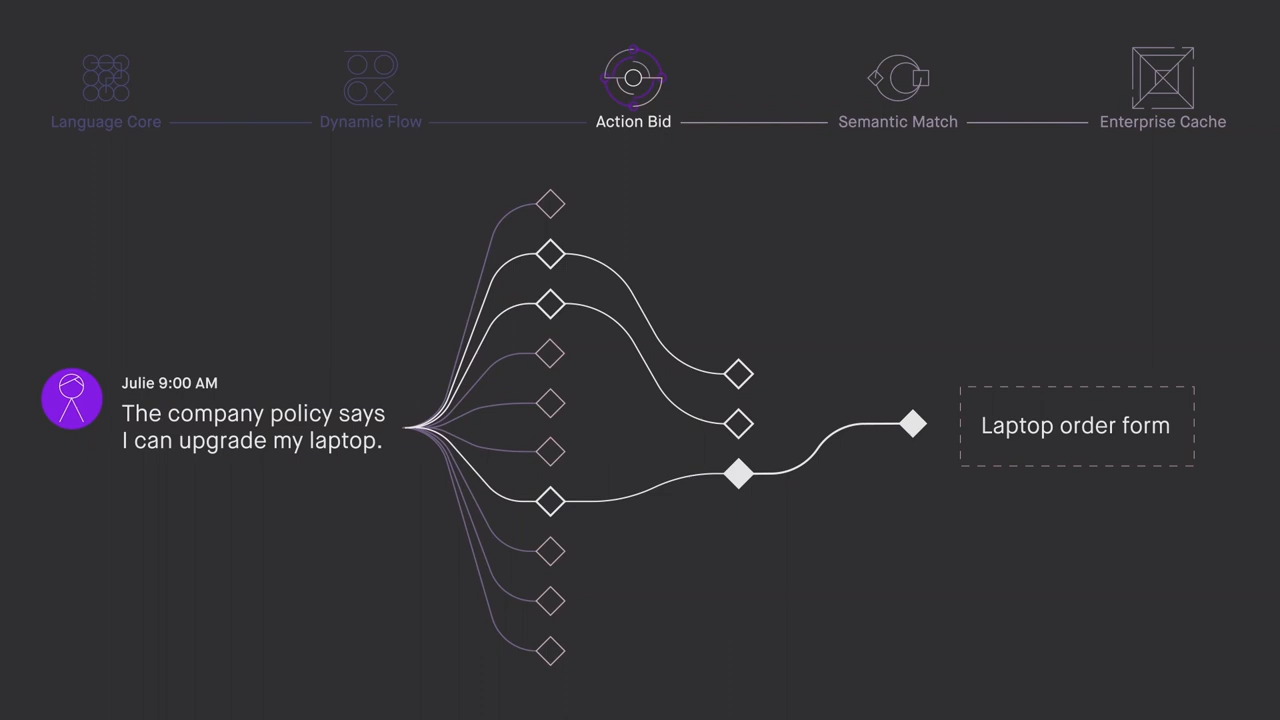 Language Core
Dynamic Flow
Action Bid
Semantic Match
Enterprise Cache
Julie 9:00 AM
The company policy says
I can upgrade my laptop.
Laptop order form